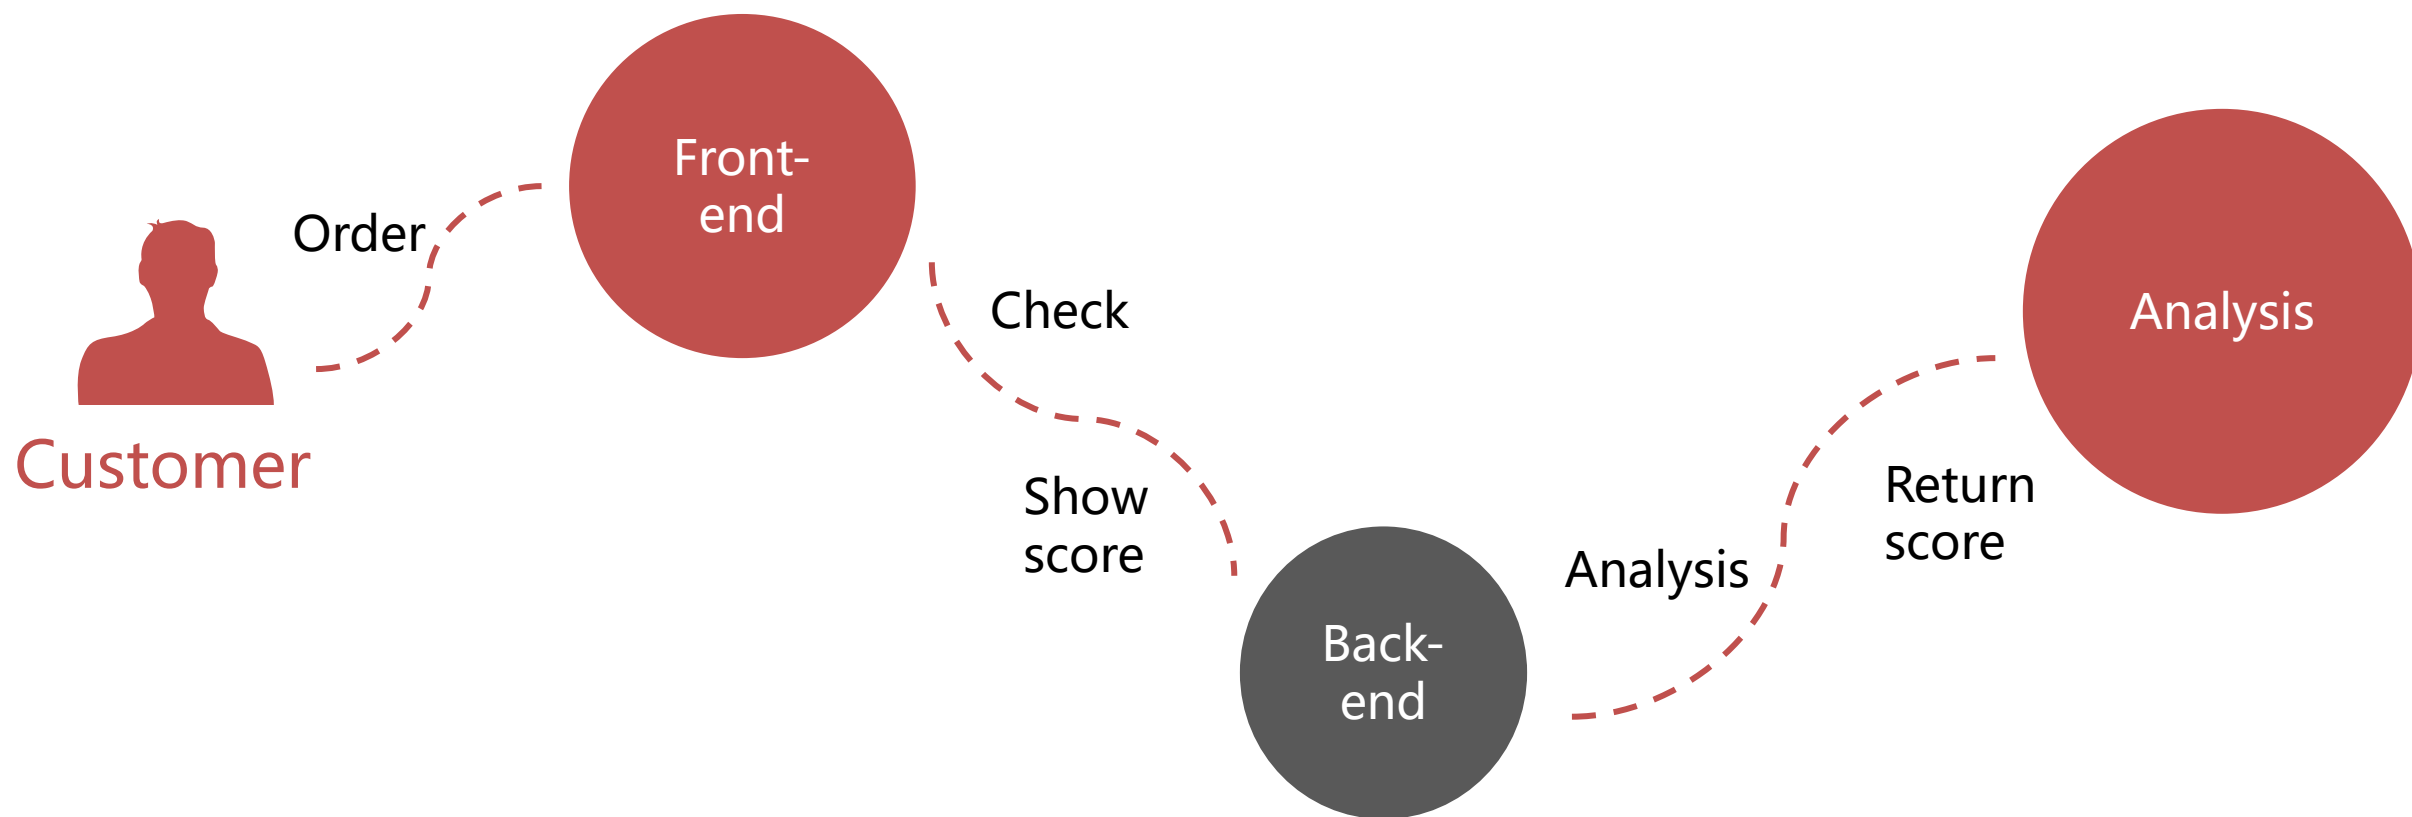 Order
Customer
Front-
end
Check
Show
score
Back-
end
Analysis
Return
score
Analysis